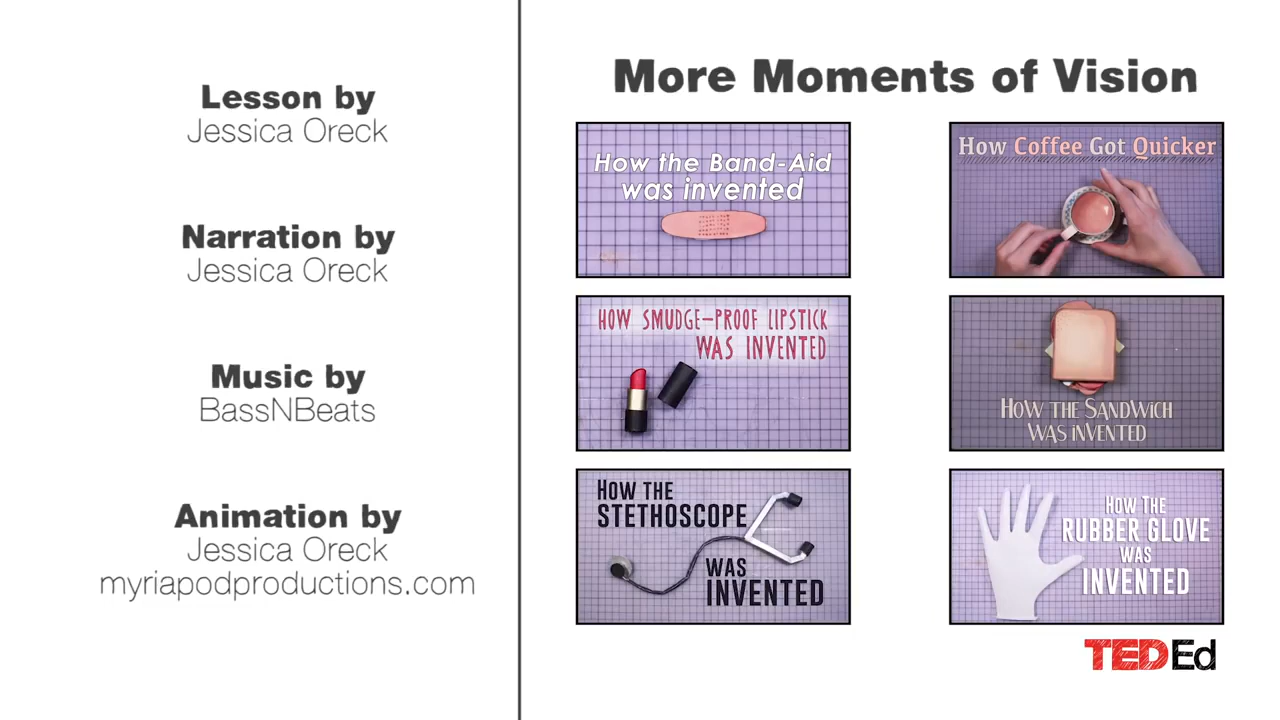 Lesson by
Jessica Oreck
Narration by
Jessica Oreck
Music by
BassNBeats
Animation by
Jessica Oreck
myriapodproductions.com
More Moments of Vision
How the Band-Aid
was invented
How Coffee Got Quicker
HOW SMUDGE-PROOF LIPSTICK
WAS INVENTED
HOW THE SANDWiCH
WAS iNVENTED
HOW THE
STETHOSCOPE
WAS
INVENTED
HOW THE
RUBBER GLOVE
WAS
INVENTED
TEDEd